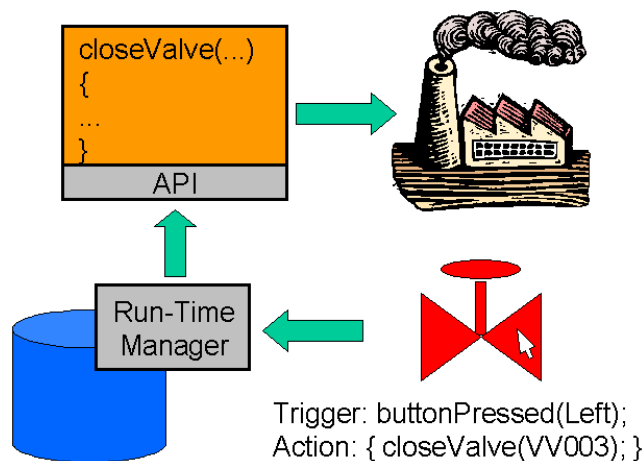 closeValve(...)
{
...
}
API
Run-Time
Manager
Trigger: buttonPressed(Left);
Action: { closeValve(VV003); }